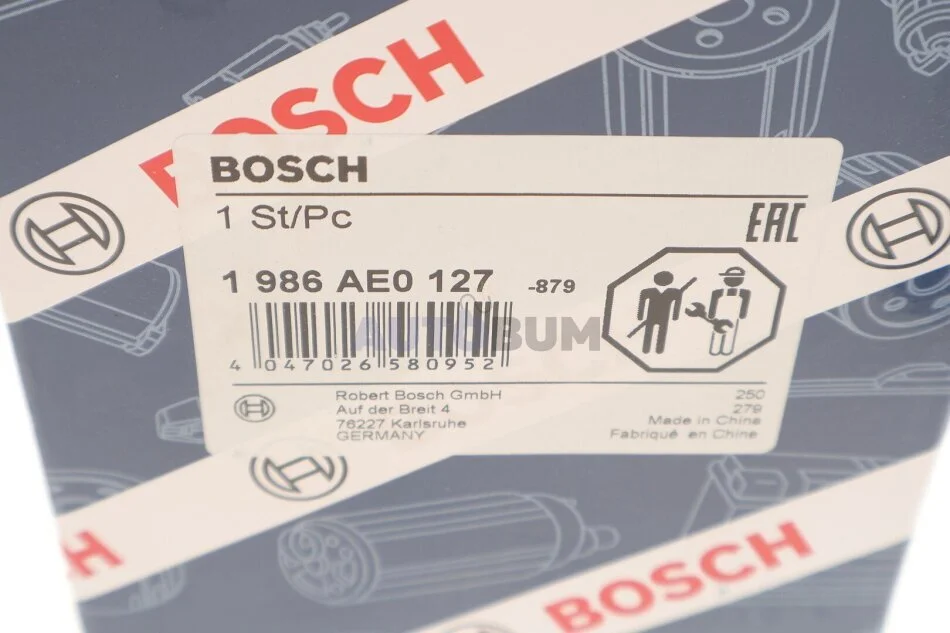 BOSCH
BOSCH
1 St/Pc
EAC
1 986 AE0 127 -879
AUTOBUM
4 047026 580952
Robert Bosch GmbH
Auf der Breit 4
76227 Karlsruhe
GERMANY
250
279
Made in China
Fabriqué en Chine
H
BOSCH